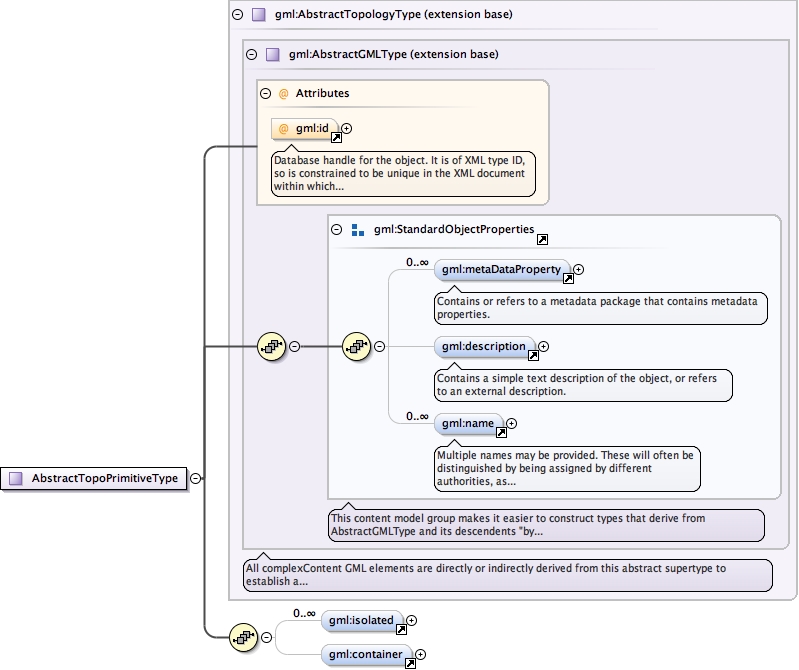 gml:AbstractTopologyType (extension base)
gml:AbstractGMLType (extension base)
@ Attributes
@ gml:id
Database handle for the object. It is of XML type ID,
so is constrained to be unique in the XML document
within which...
gml:StandardObjectProperties
0..∞
gml:metaDataProperty
Contains or refers to a metadata package that contains metadata
properties.
gml:description
Contains a simple text description of the object, or refers
to an external description.
0..∞
gml:name
Multiple names may be provided. These will often be
distinguished by being assigned by different
authorities, as...
AbstractTopoPrimitiveType
This content model group makes it easier to construct types that derive from
AbstractGMLType and its descendents "by...
All complexContent GML elements are directly or indirectly derived from this abstract supertype to
establish a...
0..∞
gml:isolated
gml:container